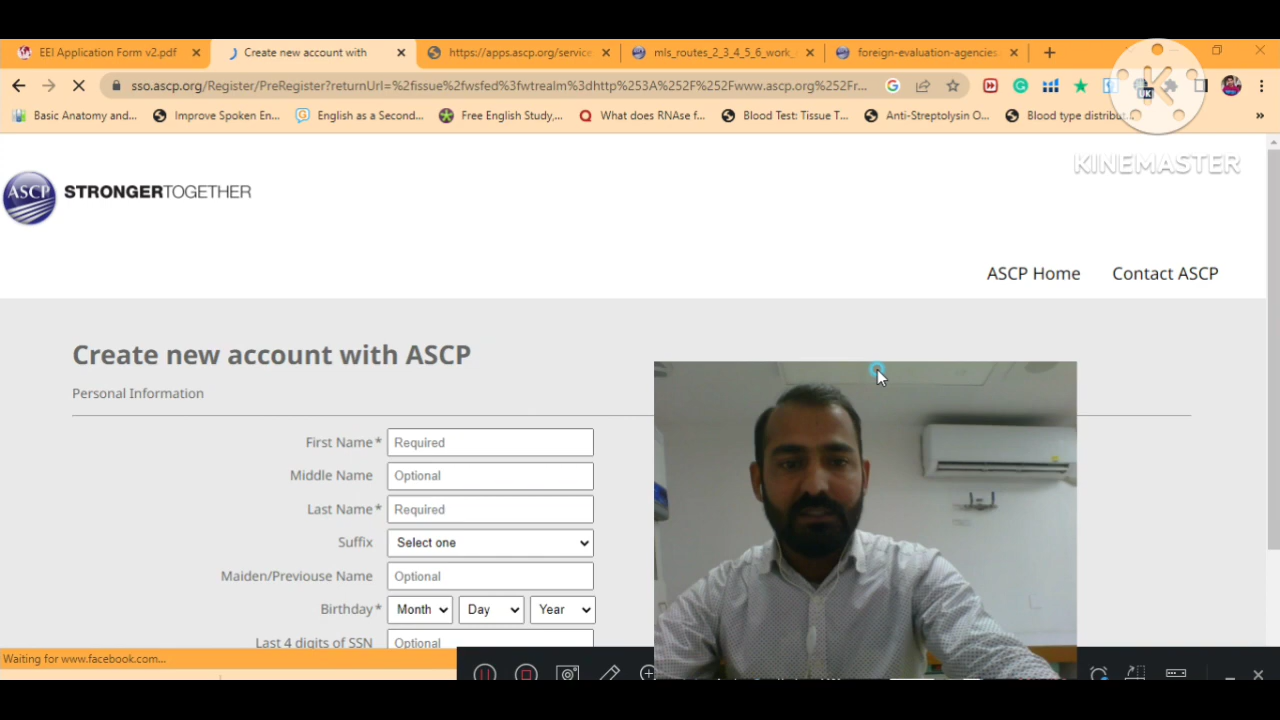 EEI Application Form v2.pdf
Create new account with
https://apps.ascp.org/service
mls_routes_2_3_4_5_6_work_
foreign-evaluation-agencies
sso.ascp.org/Register/PreRegister?returnUrl=%2fissue%2fwsfed%3fwtrealm%3dhttp%253A%252F%252Fwww.ascp.org%252Fr...
UK
Basic Anatomy and...
Improve Spoken En...
English as a Second...
Free English Study,...
What does RNAse f...
Blood Test: Tissue T...
Anti-Streptolysin O...
Blood type distribut...
»
K
KINEMASTER
ASCP STRONGERTOGETHER
ASCP Home Contact ASCP
Create new account with ASCP
Personal Information
First Name* Required
Middle Name Optional
Last Name* Required
Suffix Select one
Maiden/Previouse Name Optional
Birthday* Month Day Year
Last 4 digits of SSN Optional
Waiting for www.facebook.com...